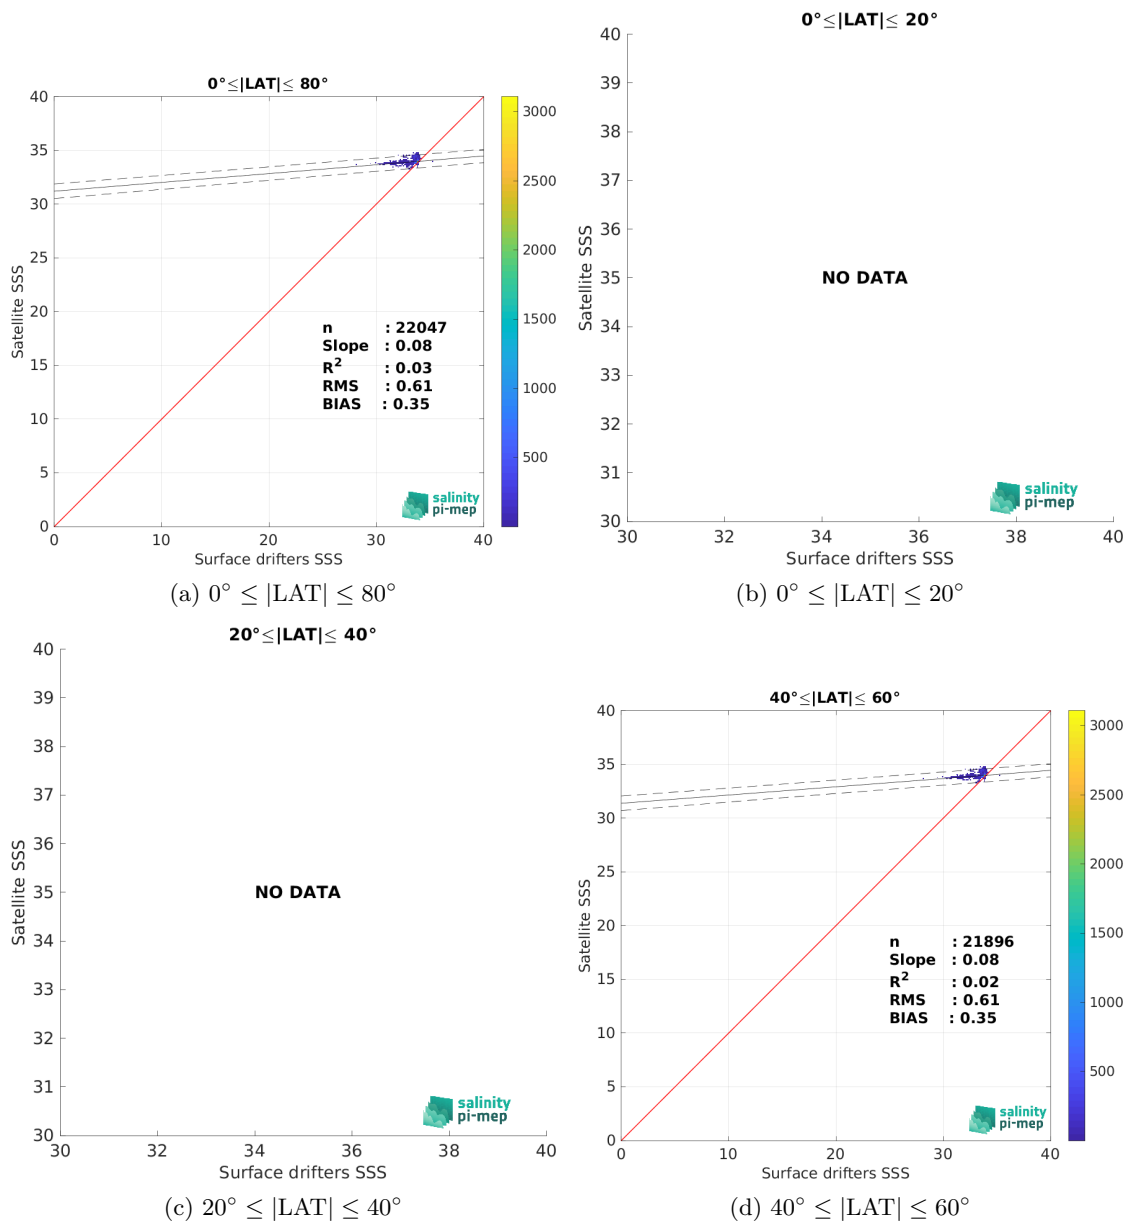 0°≤|LAT|≤ 80°
40
35
30
25
20
15
10
5
0
0 10 20 30 40
Satellite SSS
Surface drifters SSS
n : 22047
Slope : 0.08
R² : 0.03
RMS : 0.61
BIAS : 0.35
salinity
pi-mep
3000
2500
2000
1500
1000
500
(a) 0° ≤ |LAT| ≤ 80°
0°≤|LAT|≤ 20°
40
39
38
37
36
35
34
33
32
31
30
30 32 34 36 38 40
Satellite SSS
Surface drifters SSS
NO DATA
salinity
pi-mep
(b) 0° ≤ |LAT| ≤ 20°
20°≤|LAT|≤ 40°
40
39
38
37
36
35
34
33
32
31
30
30 32 34 36 38 40
Satellite SSS
Surface drifters SSS
NO DATA
salinity
pi-mep
(c) 20° ≤ |LAT| ≤ 40°
40°≤|LAT|≤ 60°
40
35
30
25
20
15
10
5
0
0 10 20 30 40
Satellite SSS
Surface drifters SSS
n : 21896
Slope : 0.08
R² : 0.02
RMS : 0.61
BIAS : 0.35
salinity
pi-mep
3000
2500
2000
1500
1000
500
(d) 40° ≤ |LAT| ≤ 60°